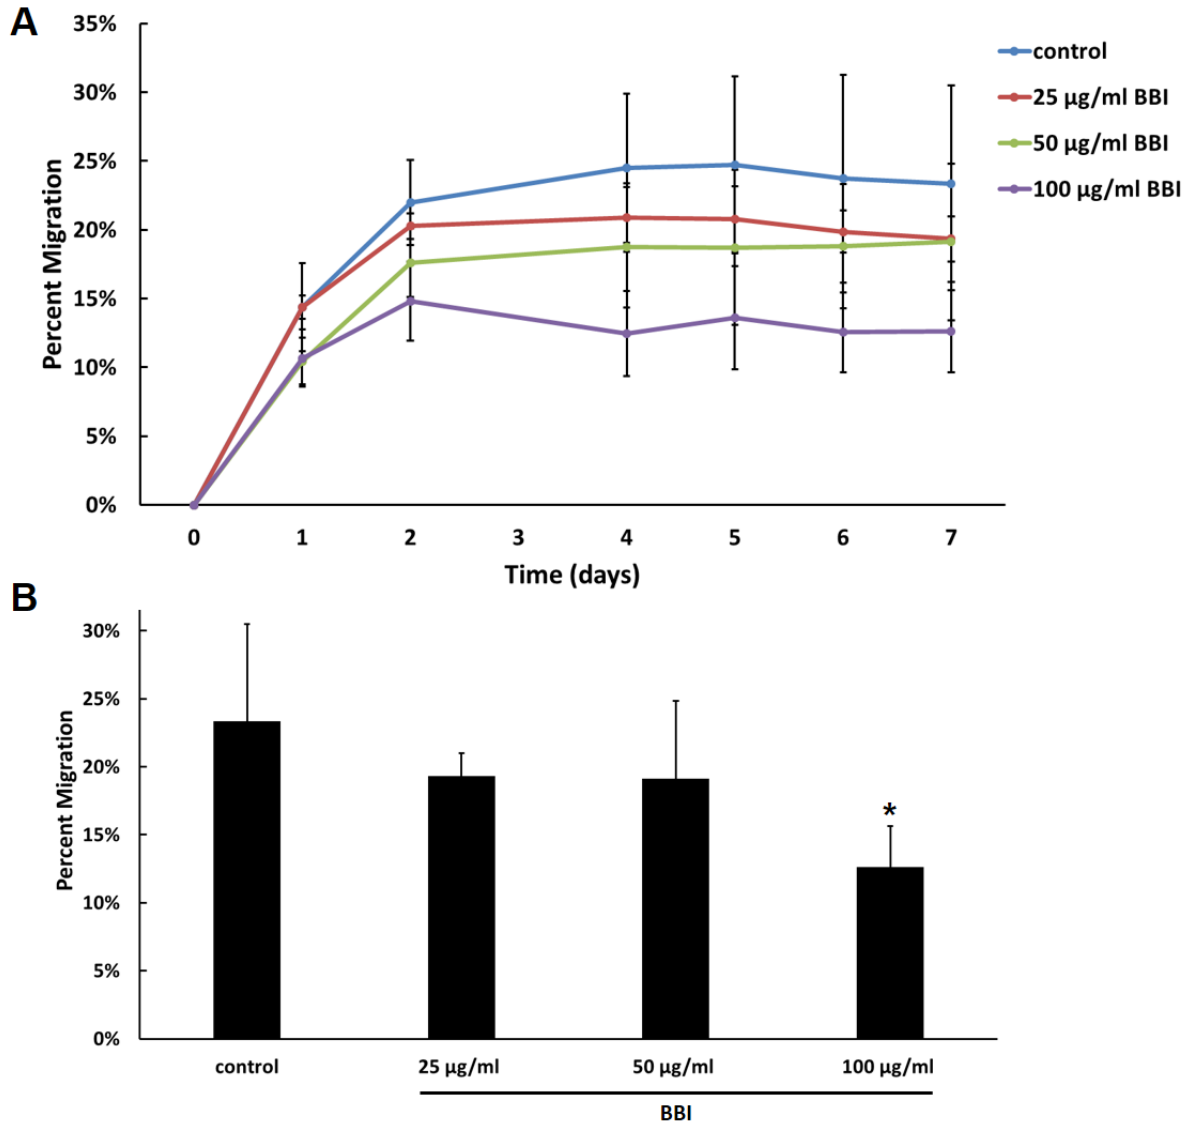 A
35%
30%
25%
20%
15%
10%
5%
0%
Percent Migration
0 1 2 3 4 5 6 7
Time (days)
control
25 µg/ml BBI
50 µg/ml BBI
100 µg/ml BBI
B
30%
25%
20%
15%
10%
5%
0%
Percent Migration
*
control 25 µg/ml 50 µg/ml 100 µg/ml
BBI